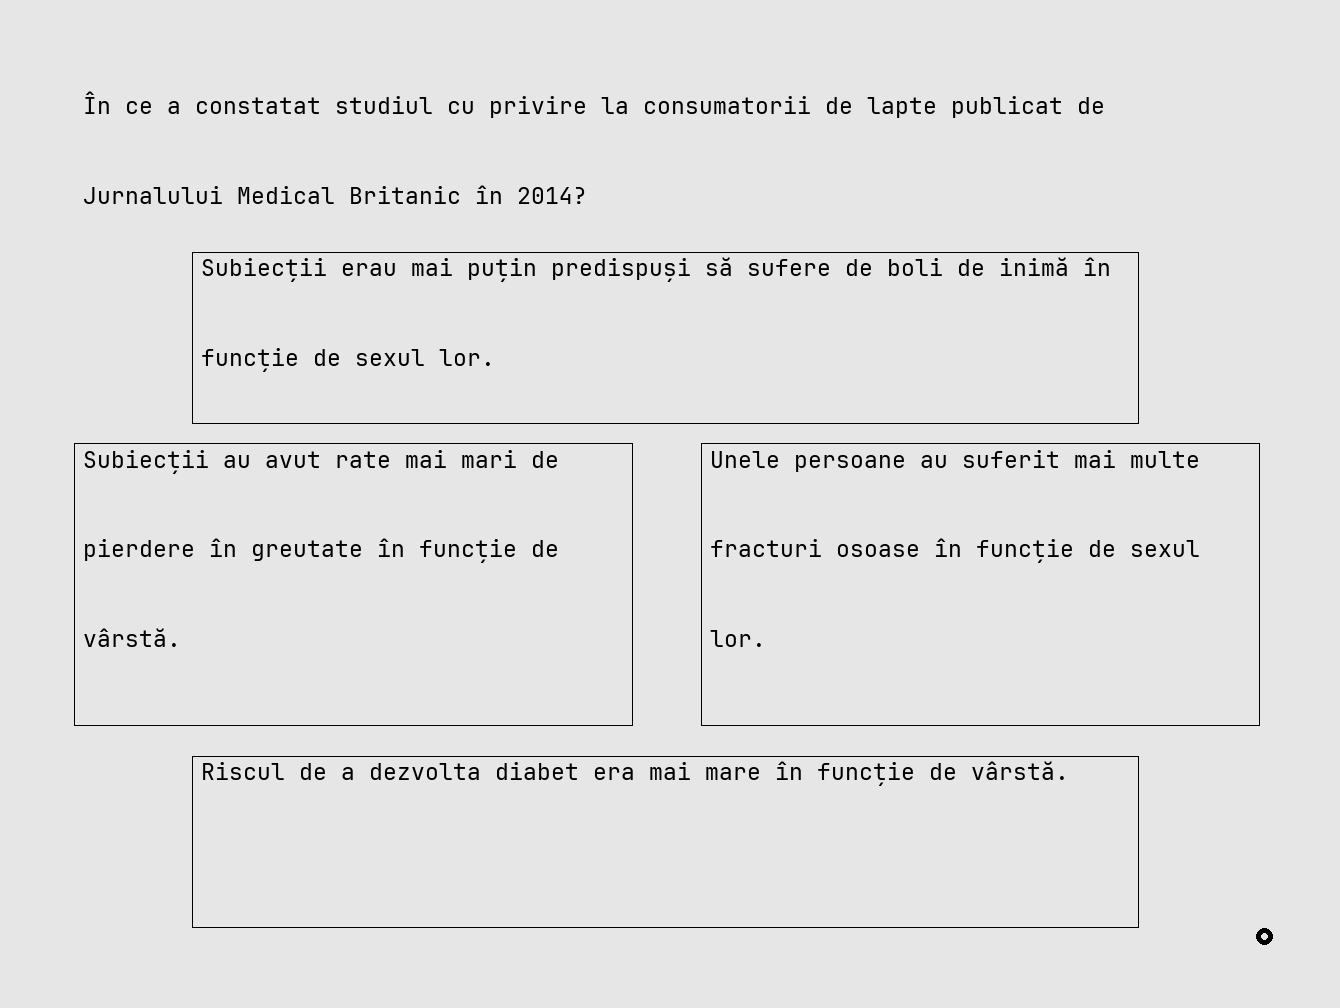 În ce a constatat studiul cu privire la consumatorii de lapte publicat de
Jurnalului Medical Britanic în 2014?
Subiecții erau mai puțin predispuși să sufere de boli de inimă în
funcție de sexul lor.
Subiecții au avut rate mai mari de
pierdere în greutate în funcție de
vârstă.
Unele persoane au suferit mai multe
fracturi osoase în funcție de sexul
lor.
Riscul de a dezvolta diabet era mai mare în funcție de vârstă.